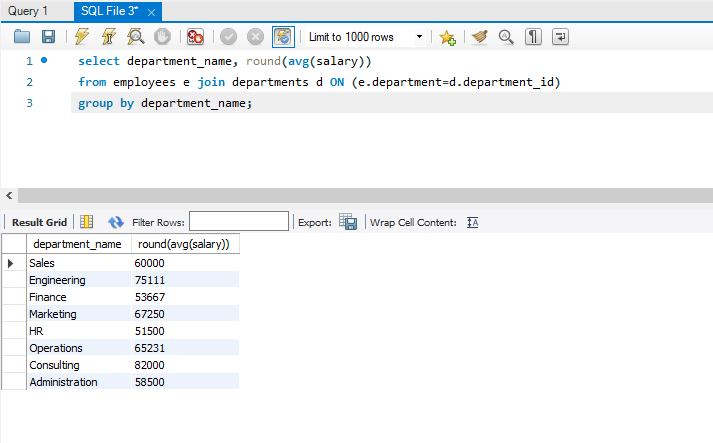 Query 1 SQL File 3* ×
Limit to 1000 rows
1 select department_name, round(avg(salary))
2 from employees e join departments d ON (e.department=d.department_id)
3 group by department_name;
Result Grid Filter Rows: Export: Wrap Cell Content: IA
department_name round(avg(salary))
Sales 60000
Engineering 75111
Finance 53667
Marketing 67250
HR 51500
Operations 65231
Consulting 82000
Administration 58500